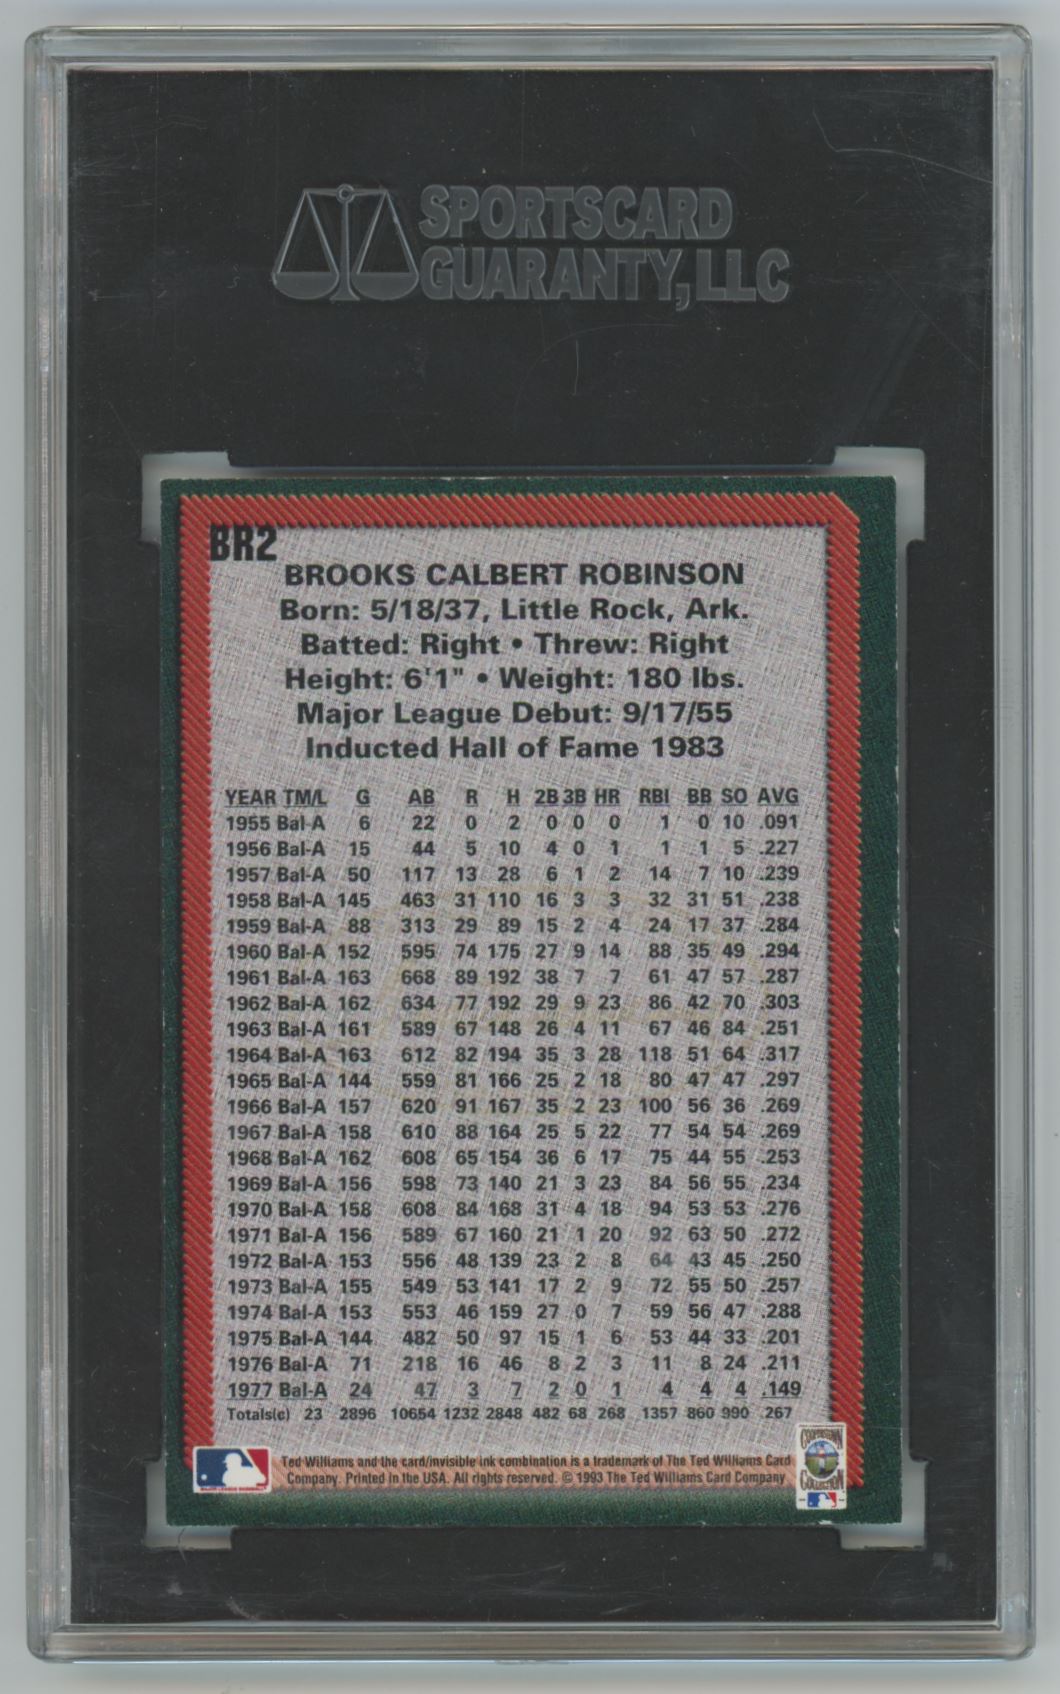 SPORTSCARD
GUARANTY, LLC
BR2
BROOKS CALBERT ROBINSON
Born: 5/18/37, Little Rock, Ark.
Batted: Right • Threw: Right
Height: 6'1" • Weight: 180 lbs.
Major League Debut: 9/17/55
Inducted Hall of Fame 1983
YEAR TM/L G AB R H 2B 3B HR RBI BB SO AVG
1955 Bal-A 6 22 0 2 0 0 0 1 0 10 .091
1956 Bal-A 15 44 5 10 4 0 1 1 1 5 .227
1957 Bal-A 50 117 13 28 6 1 2 14 7 10 .239
1958 Bal-A 145 463 31 110 16 3 3 32 31 51 .238
1959 Bal-A 88 313 29 89 15 2 4 24 17 37 .284
1960 Bal-A 152 595 74 175 27 9 14 88 35 49 .294
1961 Bal-A 163 668 89 192 38 7 7 61 47 57 .287
1962 Bal-A 162 634 77 192 29 9 23 86 42 70 .303
1963 Bal-A 161 589 67 148 26 4 11 67 46 84 .251
1964 Bal-A 163 612 82 194 35 3 28 118 51 64 .317
1965 Bal-A 144 559 81 166 25 2 18 80 47 47 .297
1966 Bal-A 157 620 91 167 35 2 23 100 56 36 .269
1967 Bal-A 158 610 88 164 25 5 22 77 54 54 .269
1968 Bal-A 162 608 65 154 36 6 17 75 44 55 .253
1969 Bal-A 156 598 73 140 21 3 23 84 56 55 .234
1970 Bal-A 158 608 84 168 31 4 18 94 53 53 .276
1971 Bal-A 156 589 67 160 21 1 20 92 63 50 .272
1972 Bal-A 153 556 48 139 23 2 8 64 43 45 .250
1973 Bal-A 155 549 53 141 17 2 9 72 55 50 .257
1974 Bal-A 153 553 46 159 27 0 7 59 56 47 .288
1975 Bal-A 144 482 50 97 15 1 6 53 44 33 .201
1976 Bal-A 71 218 16 46 8 2 3 11 8 24 .211
1977 Bal-A 24 47 3 7 2 0 1 4 4 4 .149
Totals(c) 23 2896 10654 1232 2848 482 68 268 1357 860 990 .267
Ted Williams and the card/invisible ink combination is a trademark of The Ted Williams Card
Company. Printed in the USA. All rights reserved. © 1993 The Ted Williams Card Company
MAJOR LEAGUE BASEBALL
COOPERSTOWN
COLLECTION